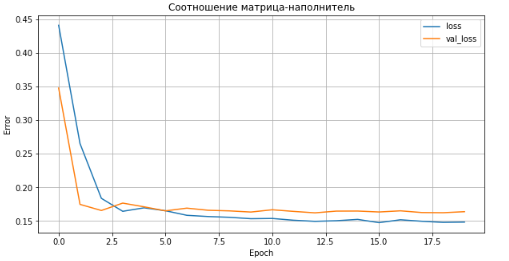 Соотношение матрица-наполнитель
0.45
0.40
0.35
0.30
0.25
0.20
0.15
Error
loss
val_loss
0.0 2.5 5.0 7.5 10.0 12.5 15.0 17.5
Epoch